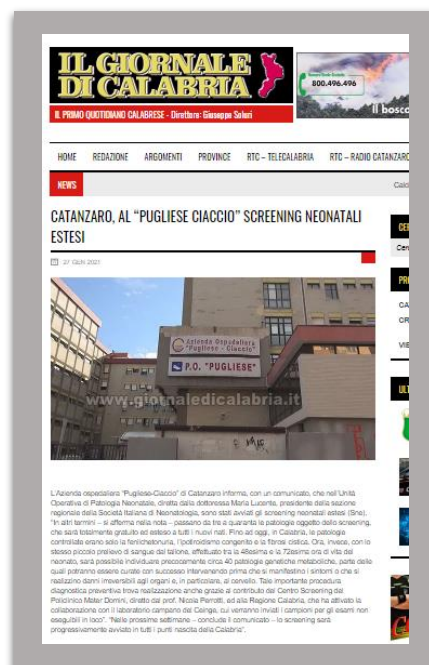 IL GIORNALE
DI CALABRIA
IL PRIMO QUOTIDIANO CALABRESE - Direttore: Giuseppe Soluri
800.496.496
il bosco
HOME REDAZIONE ARGOMENTI PROVINCE RTC – TELECALABRIA RTC – RADIO CATANZARO
NEWS
Calc
CATANZARO, AL “PUGLIESE CIACCIO” SCREENING NEONATALI
ESTESI
27 GEN 2021
Azienda Ospedaliera
"Pugliese - Ciaccio"
P.O. "PUGLIESE"
www.giornaledicalabria.it
L'Azienda ospedaliera "Pugliese-Ciaccio" di Catanzaro informa, con un comunicato, che nell'Unità
Operativa di Patologia Neonatale, diretta dalla dottoressa Maria Lucente, presidente della sezione
regionale della Società Italiana di Neonatologia, sono stati avviati gli screening neonatali estesi (Sne).
"In altri termini – si afferma nella nota – passano da tre a quaranta le patologie oggetto dello screening,
che sarà totalmente gratuito ed esteso a tutti i nuovi nati. Fino ad oggi, in Calabria, le patologie
controllate erano solo la fenilchetonuria, l'ipotiroidismo congenito e la fibrosi cistica. Ora, invece, con lo
stesso piccolo prelievo di sangue dal tallone, effettuato tra la 48esima e la 72esima ora di vita del
neonato, sarà possibile individuare precocemente circa 40 patologie genetiche metaboliche, parte delle
quali potranno essere curate con successo intervenendo prima che si manifestino i sintomi o che si
realizzino danni irreversibili agli organi e, in particolare, al cervello. Tale importante procedura
diagnostica preventiva trova realizzazione anche grazie al contributo del Centro Screening del
Policlinico Mater Domini, diretto dal prof. Nicola Perrotti, ed alla Regione Calabria, che ha attivato la
collaborazione con il laboratorio campano del Ceinge, cui verranno inviati i campioni per gli esami non
eseguibili in loco". "Nelle prossime settimane – conclude il comunicato – lo screening sarà
progressivamente avviato in tutti i punti nascita della Calabria".